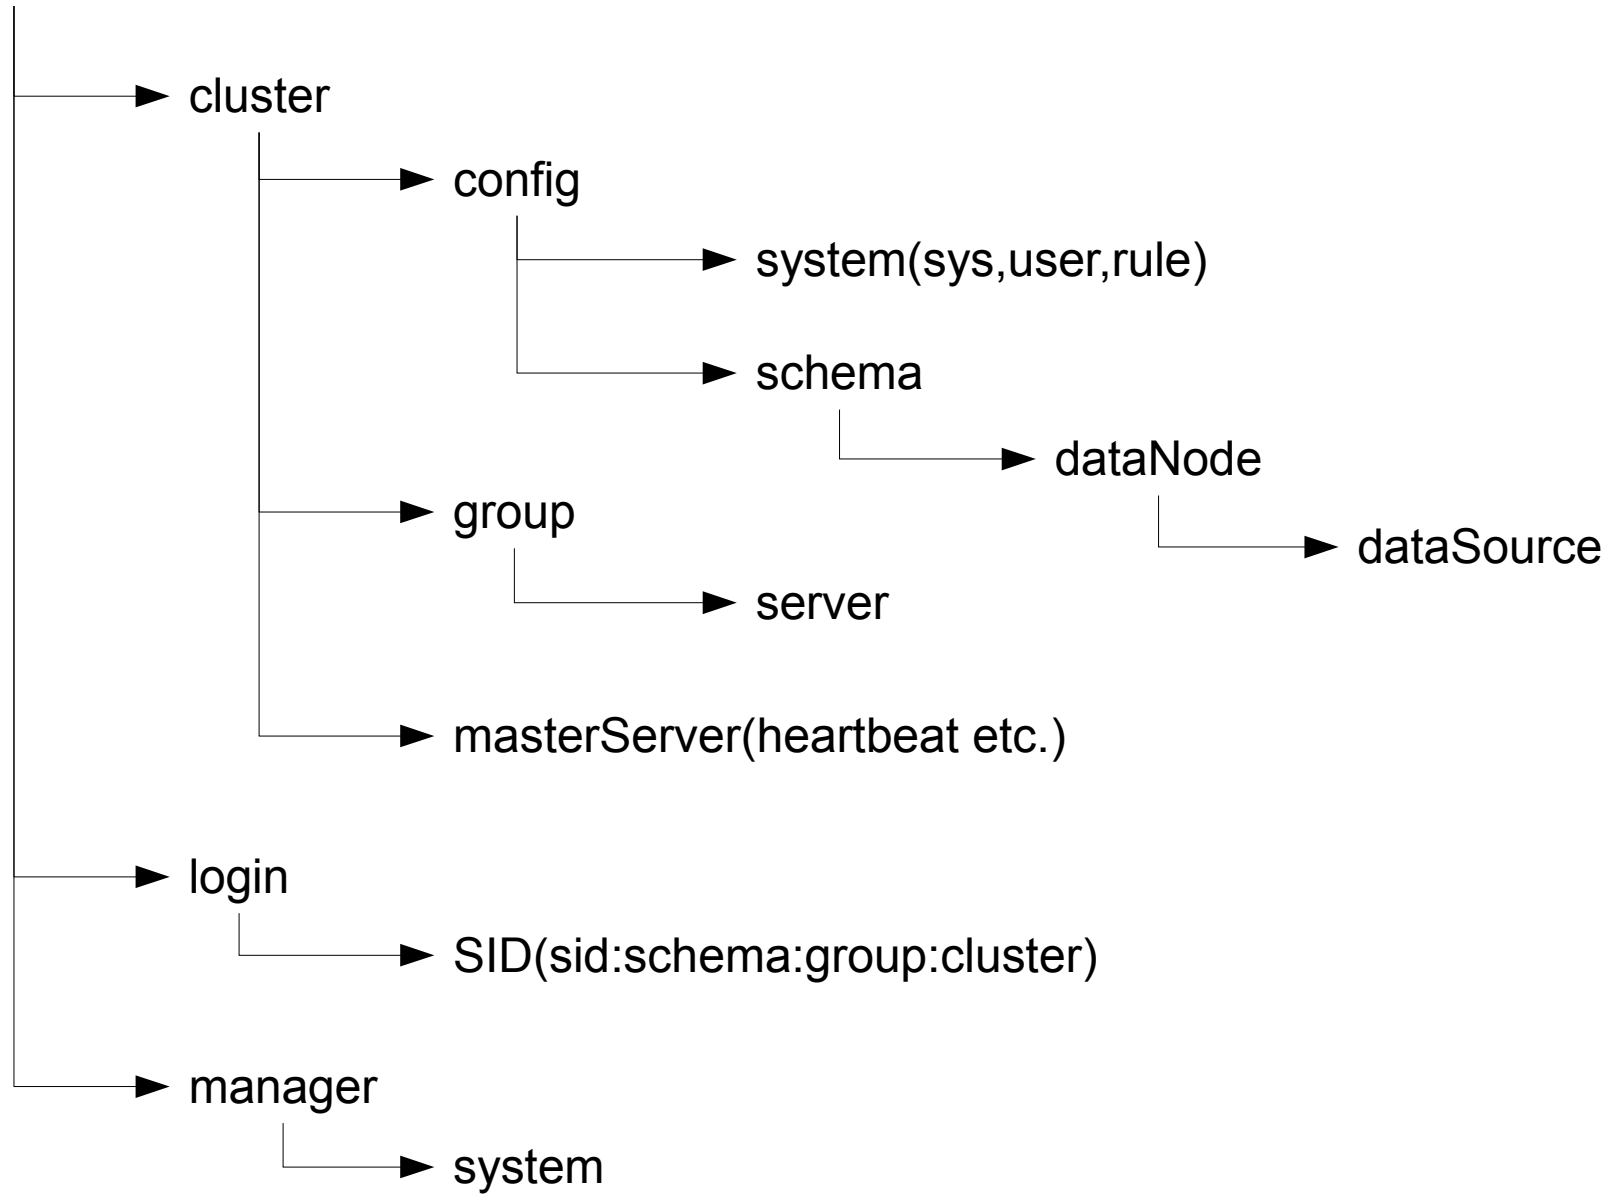 cluster
config
system(sys,user,rule)
schema
dataNode
group
dataSource
server
masterServer(heartbeat etc.)
login
SID(sid:schema:group:cluster)
manager
system